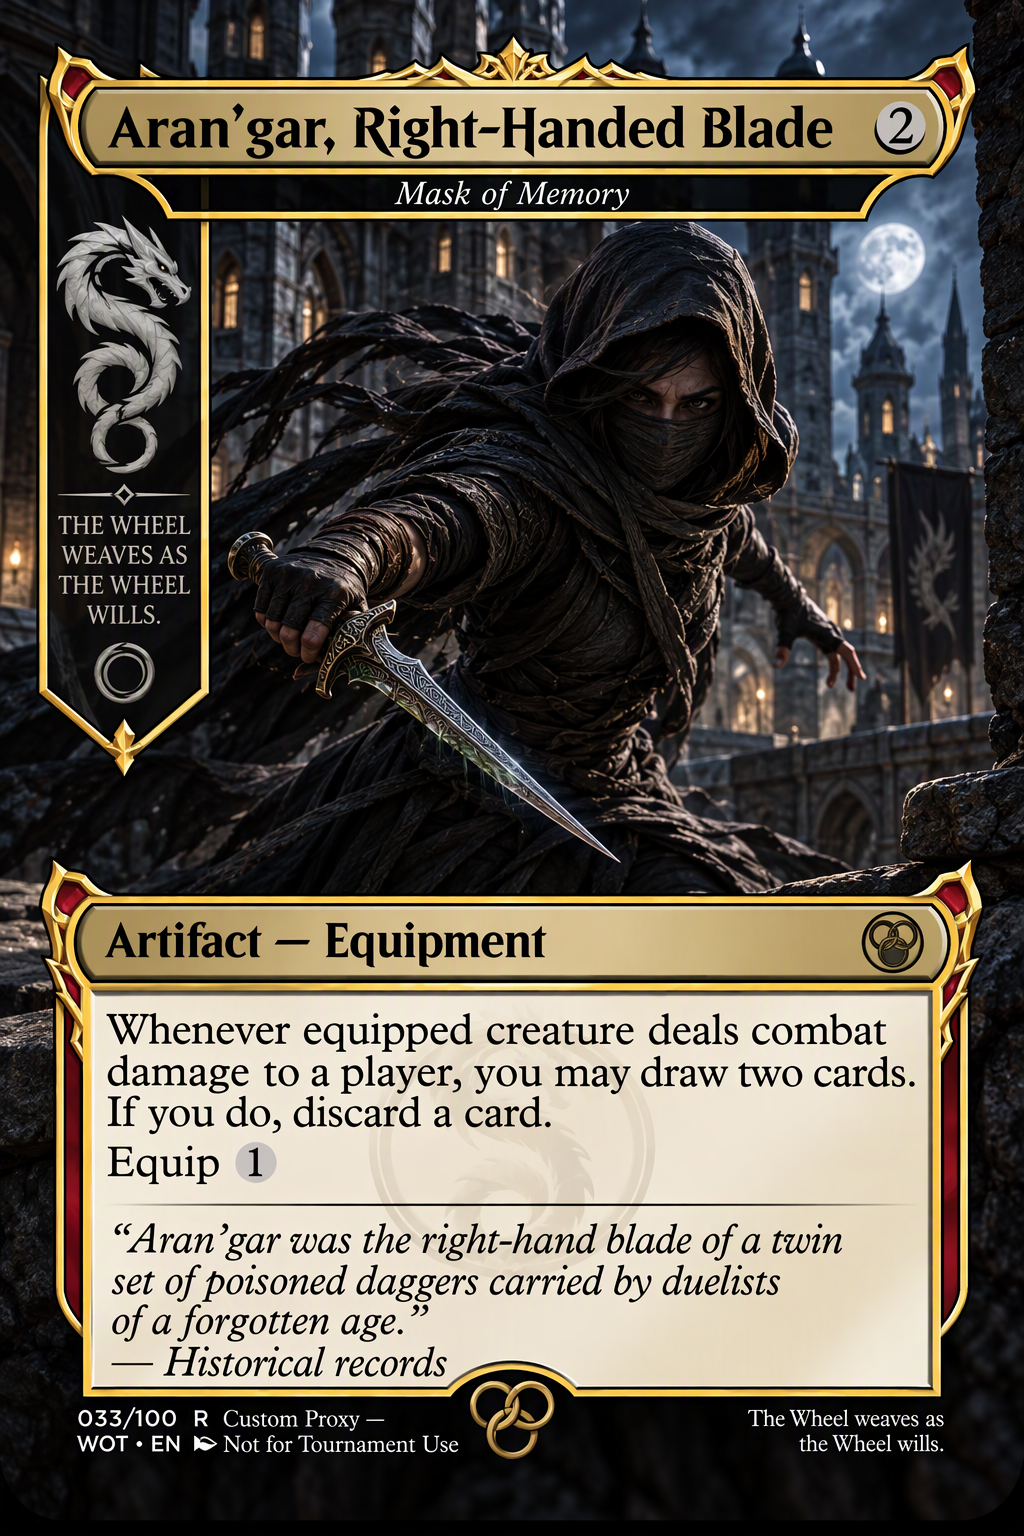 Aran’gar, Right-Handed Blade 2
Mask of Memory
THE WHEEL
WEAVES AS
THE WHEEL
WILLS.
Artifact — Equipment
Whenever equipped creature deals combat
damage to a player, you may draw two cards.
If you do, discard a card.
Equip 1
“Aran’gar was the right-hand blade of a twin
set of poisoned daggers carried by duelists
of a forgotten age.”
— Historical records
033/100 R Custom Proxy —
WOT • EN Not for Tournament Use
The Wheel weaves as
the Wheel wills.